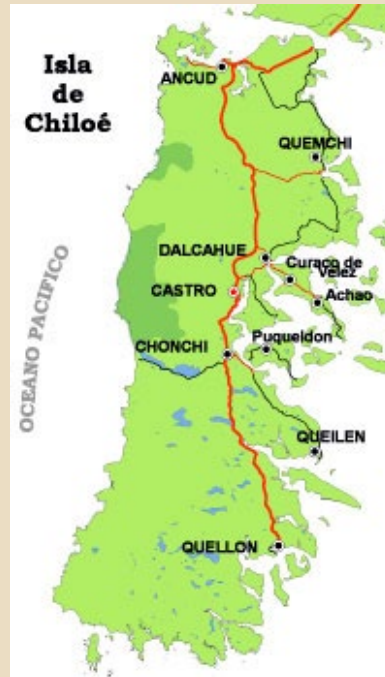 Isla
de
Chiloé
ANCUD
QUEMCHI
DALCAHUE
Curaco de
Velez
CASTRO
Achao
OCEANO PACIFICO
Puqueldon
CHONCHI
QUEILEN
QUELLON